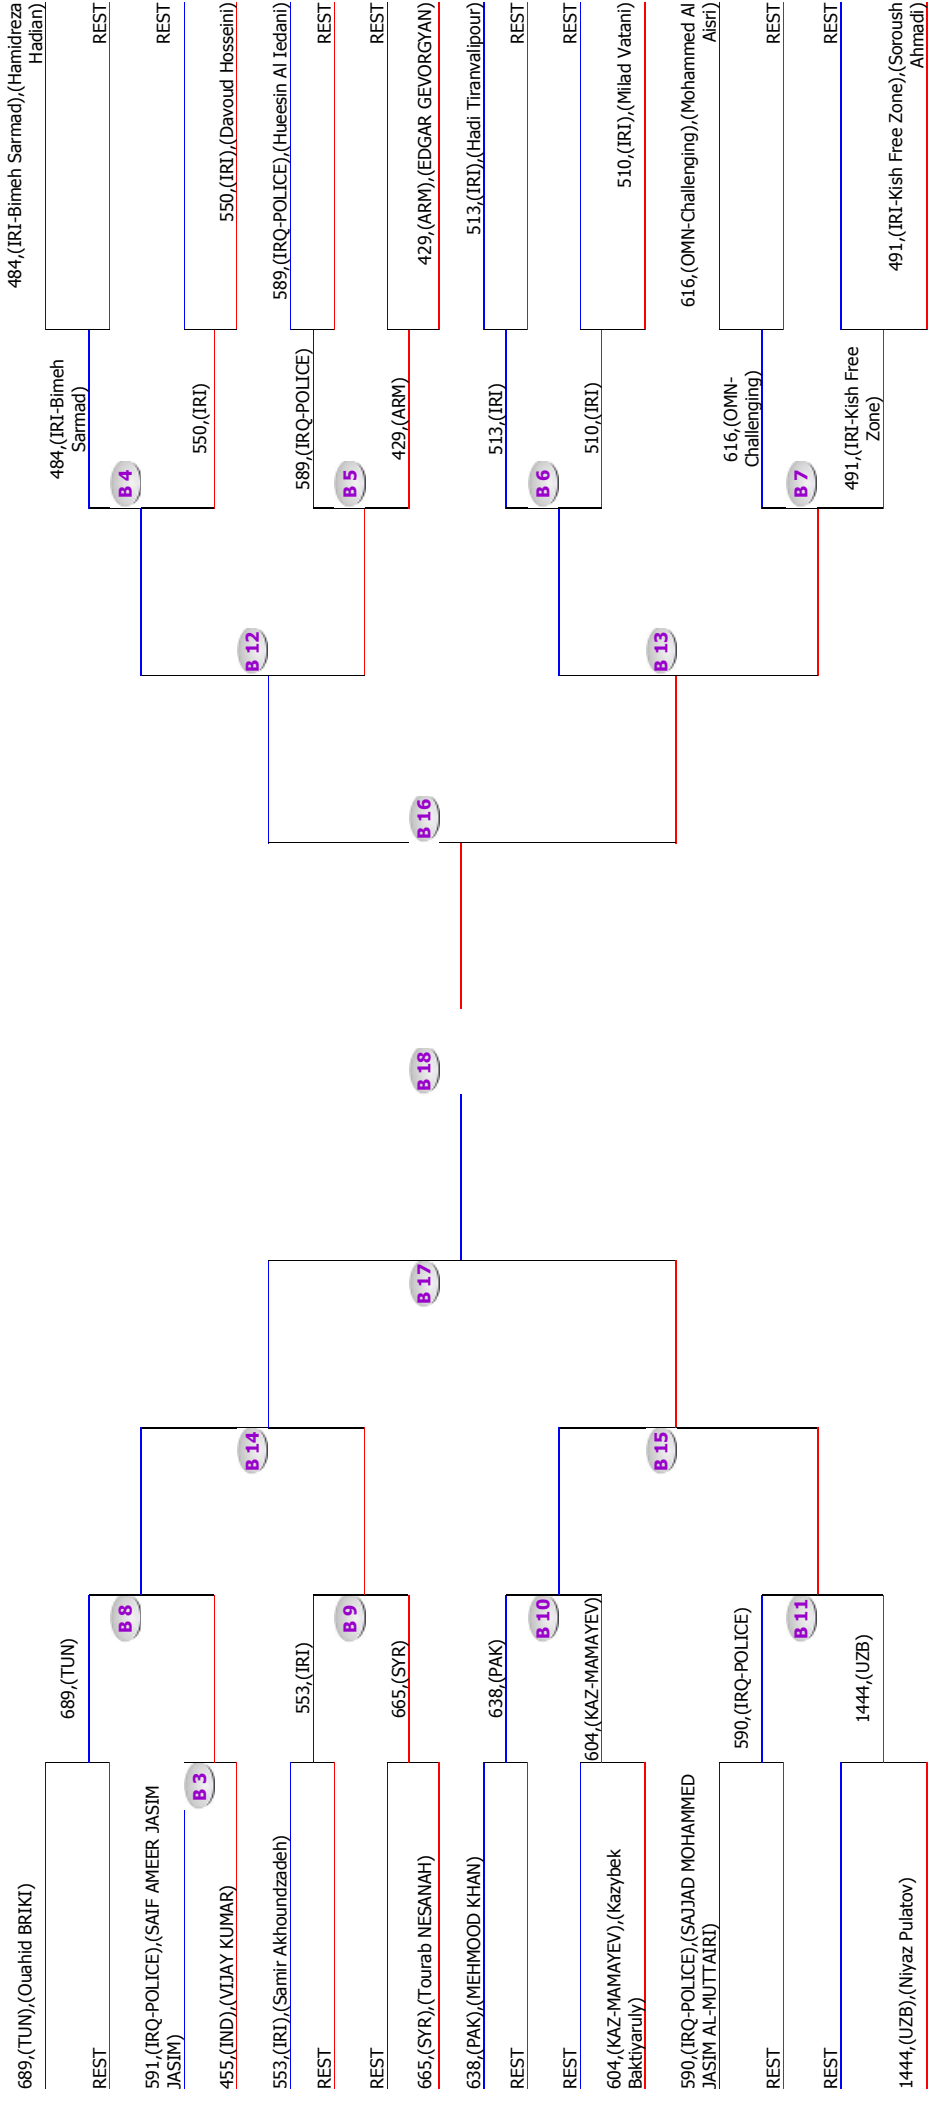 689,(TUN),(Ouahid BRIKI)
REST
591,(IRQ-POLICE),(SAIF AMEER JASIM
JASIM)
455,(IND),(VIJAY KUMAR)
553,(IRI),(Samir Akhoundzadeh)
REST
REST
665,(SYR),(Tourab NESANAH)
638,(PAK),(MEHMOOD KHAN)
REST
REST
604,(KAZ-MAMAYEV),(Kazybek
Baktiyaruly)
590,(IRQ-POLICE),(SAJJAD MOHAMMED
JASIM AL-MUTTAIRI)
REST
REST
1444,(UZB),(Niyaz Pulatov)
B 3
689,(TUN)
553,(IRI)
665,(SYR)
638,(PAK)
604,(KAZ-MAMAYEV)
590,(IRQ-POLICE)
1444,(UZB)
B 8
B 9
B 10
B 11
B 14
B 15
B 17
B 18
B 16
B 12
B 13
B 4
B 5
B 6
B 7
484,(IRI-Bimeh
Sarmad)
550,(IRI)
589,(IRQ-POLICE)
429,(ARM)
513,(IRI)
510,(IRI)
616,(OMN-
Challenging)
491,(IRI-Kish Free
Zone)
484,(IRI-Bimeh Sarmad),(Hamidreza
Hadian)
REST
REST
550,(IRI),(Davoud Hosseini)
589,(IRQ-POLICE),(Hueesin Al Iedani)
REST
REST
429,(ARM),(EDGAR GEVORGYAN)
513,(IRI),(Hadi Tiranvalipour)
REST
REST
510,(IRI),(Milad Vatani)
616,(OMN-Challenging),(Mohammed Al
Aisri)
REST
REST
491,(IRI-Kish Free Zone),(Soroush
Ahmadi)